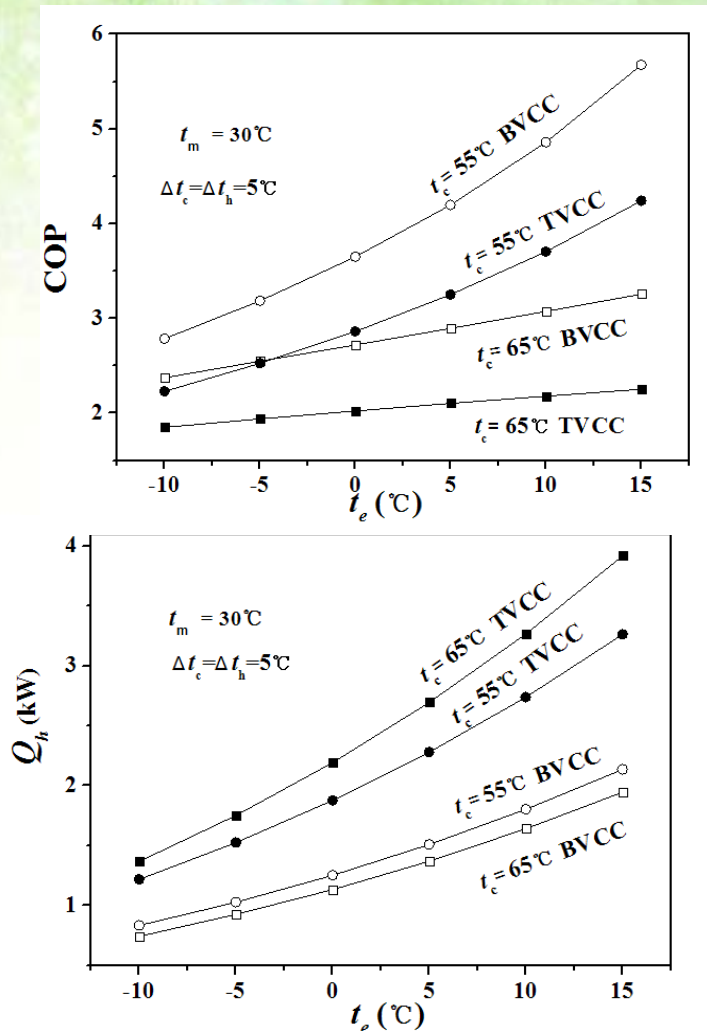 6
5
4
3
2
COP
t_m = 30℃
Δt_c=Δt_h=5℃
t_c= 55℃ BVCC
t_c= 55℃ TVCC
t_c= 65℃ BVCC
t_c= 65℃ TVCC
-10
-5
0
5
10
15
t_e (℃)
4
3
2
1
Q_h (kW)
t_m = 30℃
Δt_c=Δt_h=5℃
t_c= 65℃ TVCC
t_c= 55℃ TVCC
t_c= 55℃ BVCC
t_c= 65℃ BVCC
-10
-5
0
5
10
15
t_e (℃)